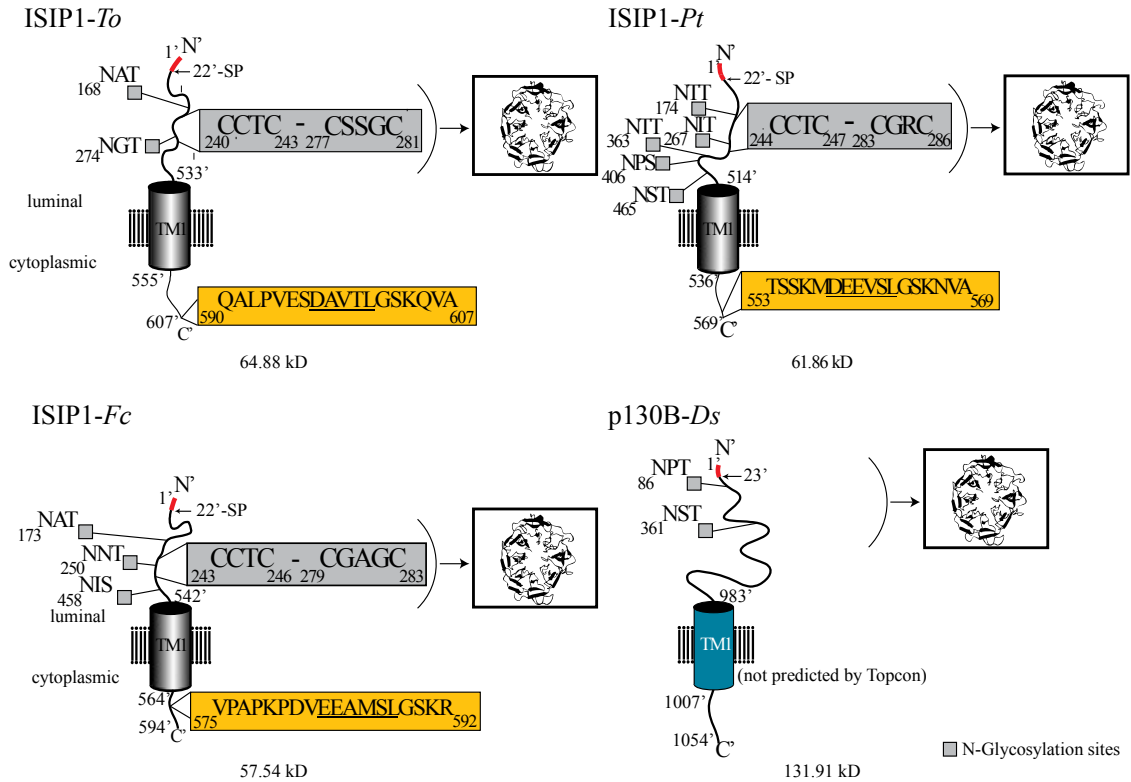 ISIP1-To
1’ N’
22’-SP
NAT
168
CCTC - CSSGC
240 243 277 281
NGT
274
533’
luminal
TM1
cytoplasmic
555’
QALPVESDAVTLGSKQVA
590 607
607’
C’
64.88 kD
ISIP1-Pt
N’
1’
22’- SP
NTT
174
NTT
363
NIT
267
CCTC - CGRC
244 247 283 286
NPS
406
514’
NST
465
TM1
536’
TSSKMDEEVSLGSKNVA
553 569
569’
C’
61.86 kD
ISIP1-Fc
1’ N’
22’-SP
NAT
173
NNT
250
CCTC - CGAGC
243 246 279 283
NIS
458
542’
luminal
TM1
cytoplasmic
564’
VPAPKPDVEEAMSLGSKR
575 592
594’
C’
57.54 kD
p130B-Ds
N’
1’
23’
NPT
86
NST
361
983’
TM1
(not predicted by Topcon)
1007’
1054’
C’
N-Glycosylation sites
131.91 kD